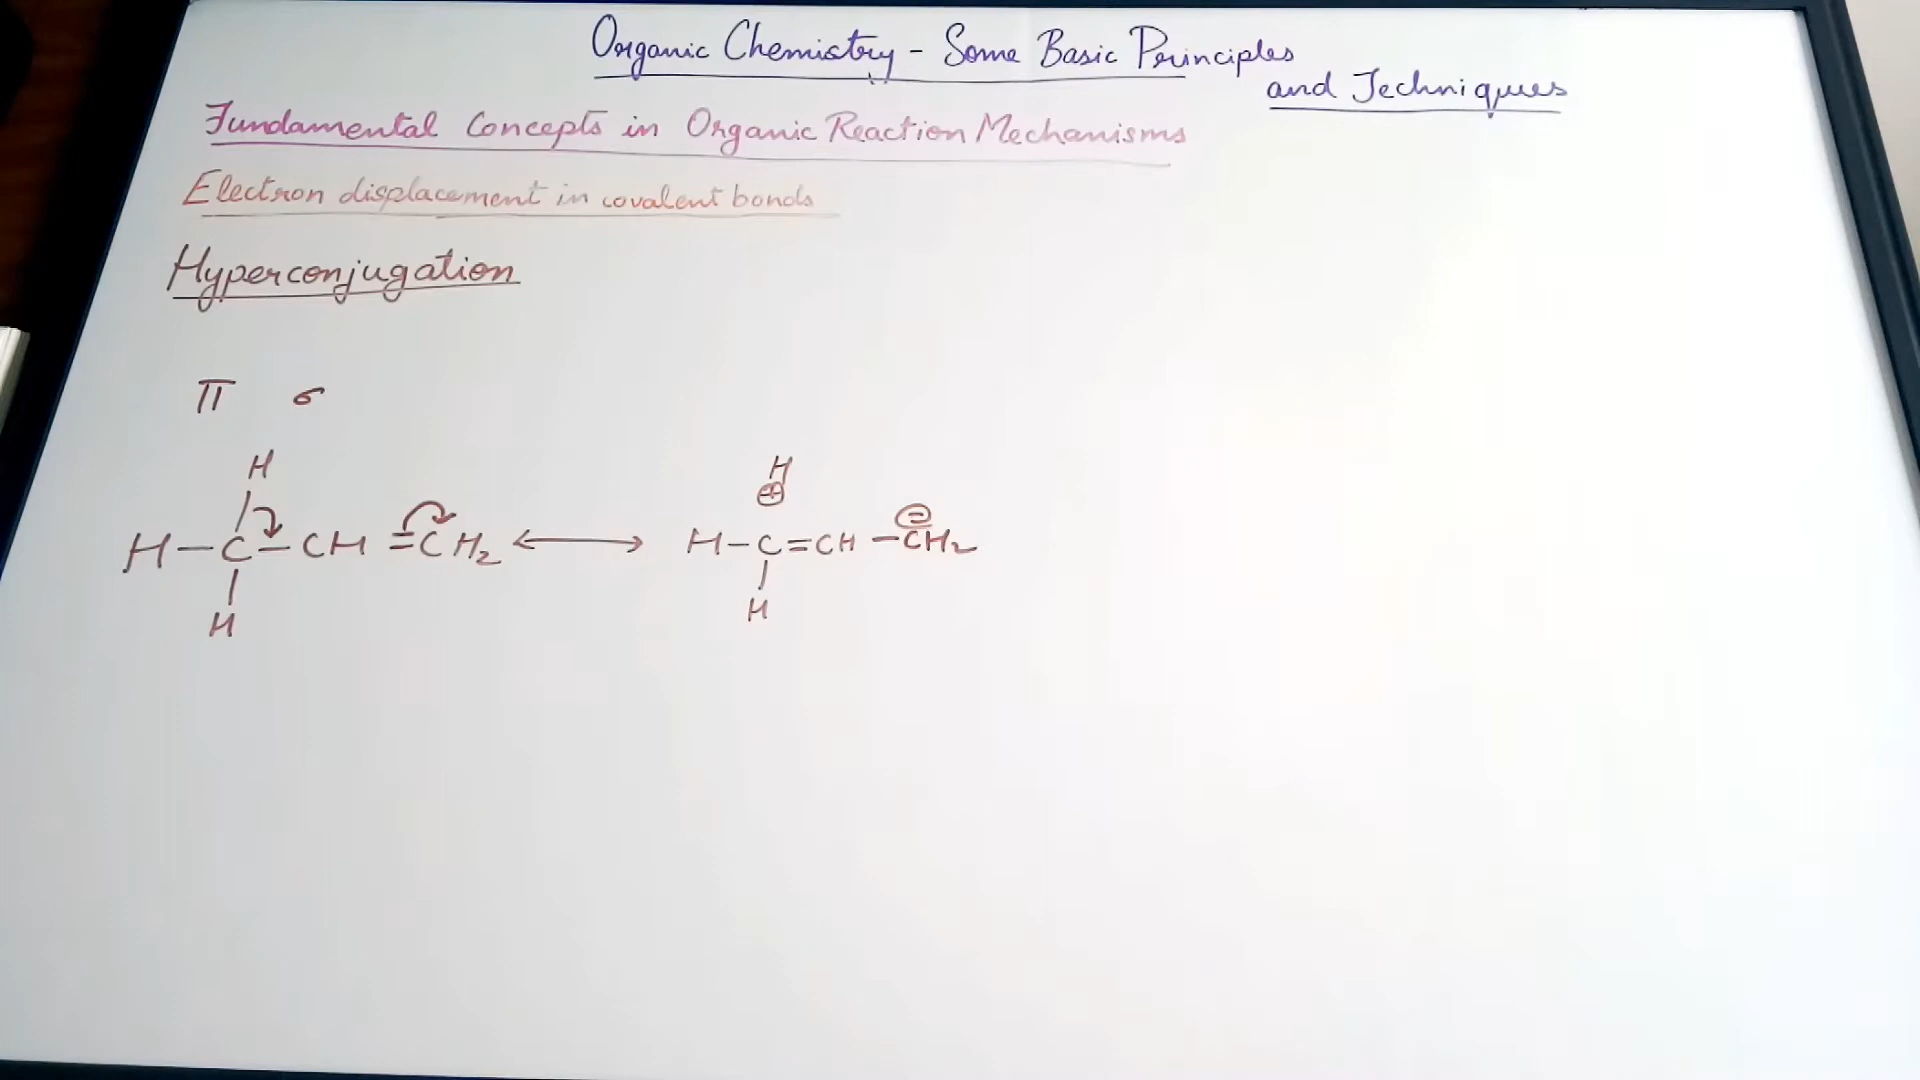 Organic Chemistry - Some Basic Principles
and Techniques
Fundamental Concepts in Organic Reaction Mechanisms
Electron displacement in covalent bonds
Hyperconjugation
π σ
H H
⊕
⊖
H-C-CH=CH₂ ⟷ H-C=CH-CH₂
H H